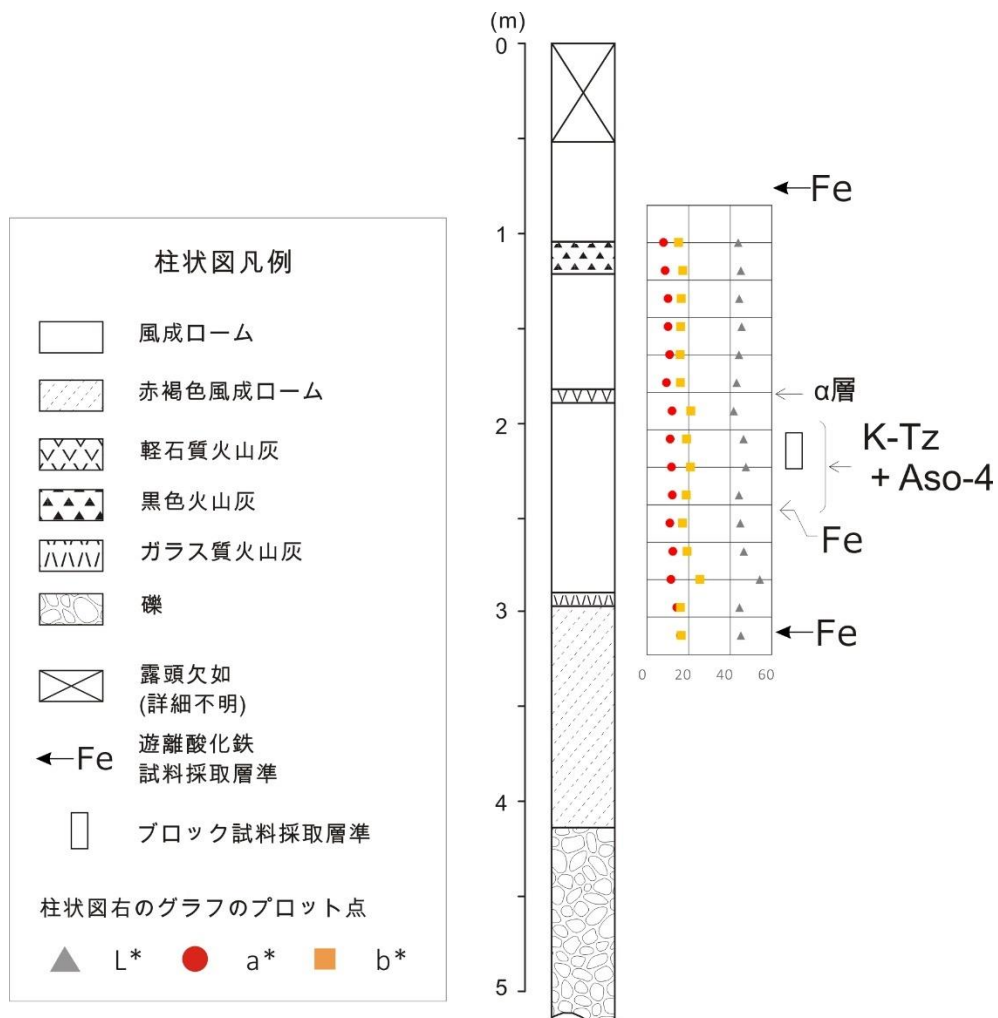 柱状図凡例
風成ローム
赤褐色風成ローム
軽石質火山灰
黒色火山灰
ガラス質火山灰
礫
露頭欠如
(詳細不明)
Fe
遊離酸化鉄
試料採取層準
ブロック試料採取層準
柱状図右のグラフのプロット点
L*
a*
b*
(m)
0
1
2
3
4
5
Fe
α層
K-Tz
+ Aso-4
Fe
Fe
0 20 40 60